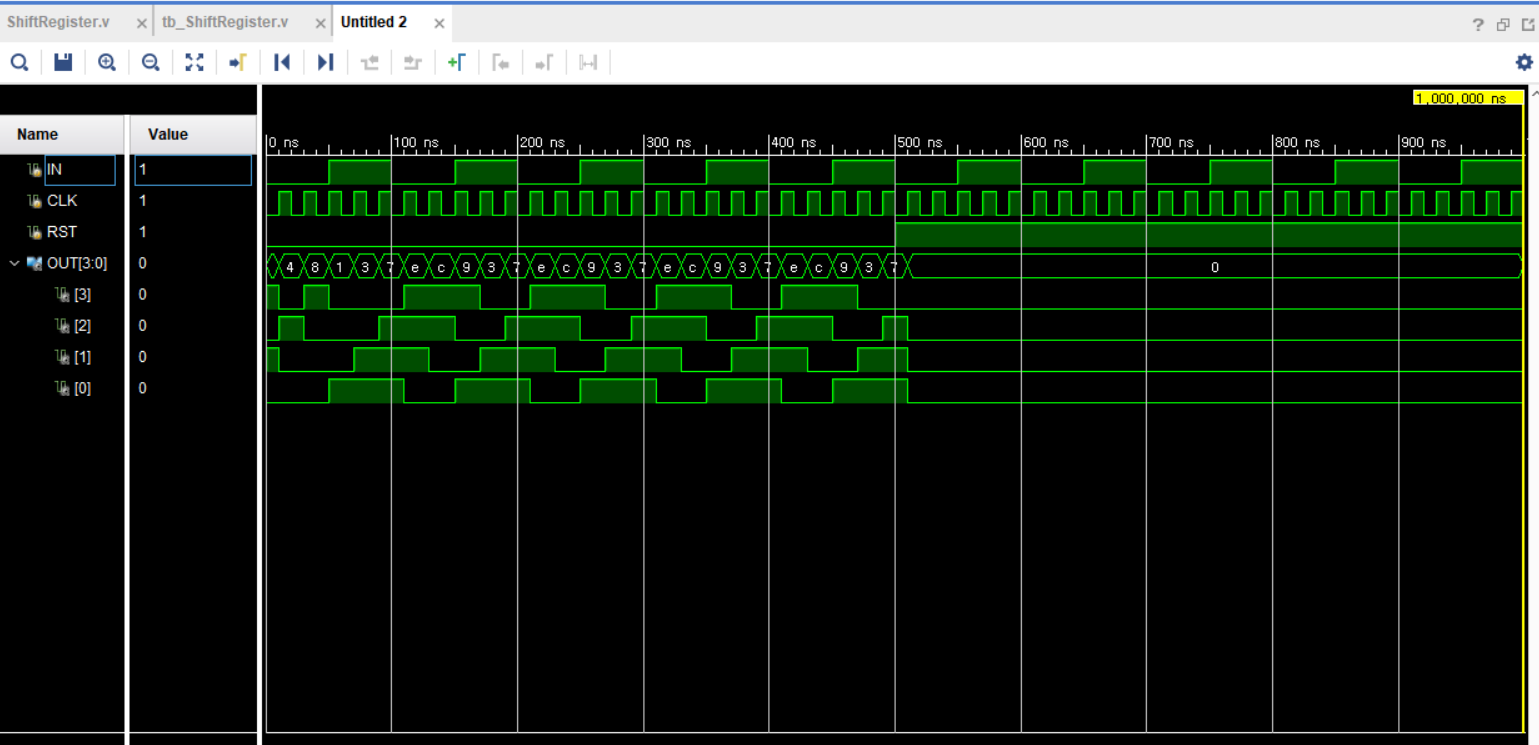 ShiftRegister.v × tb_ShiftRegister.v × Untitled 2 ×
?
1,000,000 ns
Name Value
0 ns 100 ns 200 ns 300 ns 400 ns 500 ns 600 ns 700 ns 800 ns 900 ns
IN 1
CLK 1
RST 1
OUT[3:0] 0 4 8 1 3 7 e c 9 3 7 e c 9 3 7 e c 9 3 7 e c 9 3 7 0
[3] 0
[2] 0
[1] 0
[0] 0